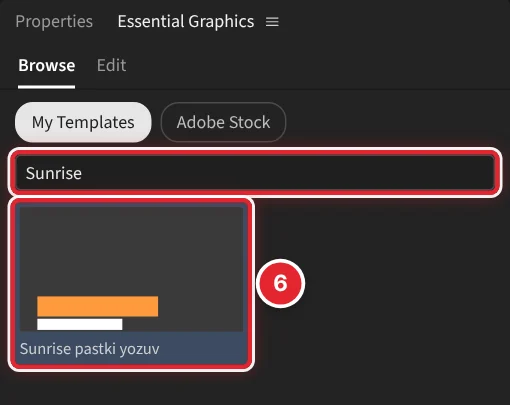 Properties Essential Graphics
Browse Edit
My Templates Adobe Stock
Sunrise
6
Sunrise pastki yozuv